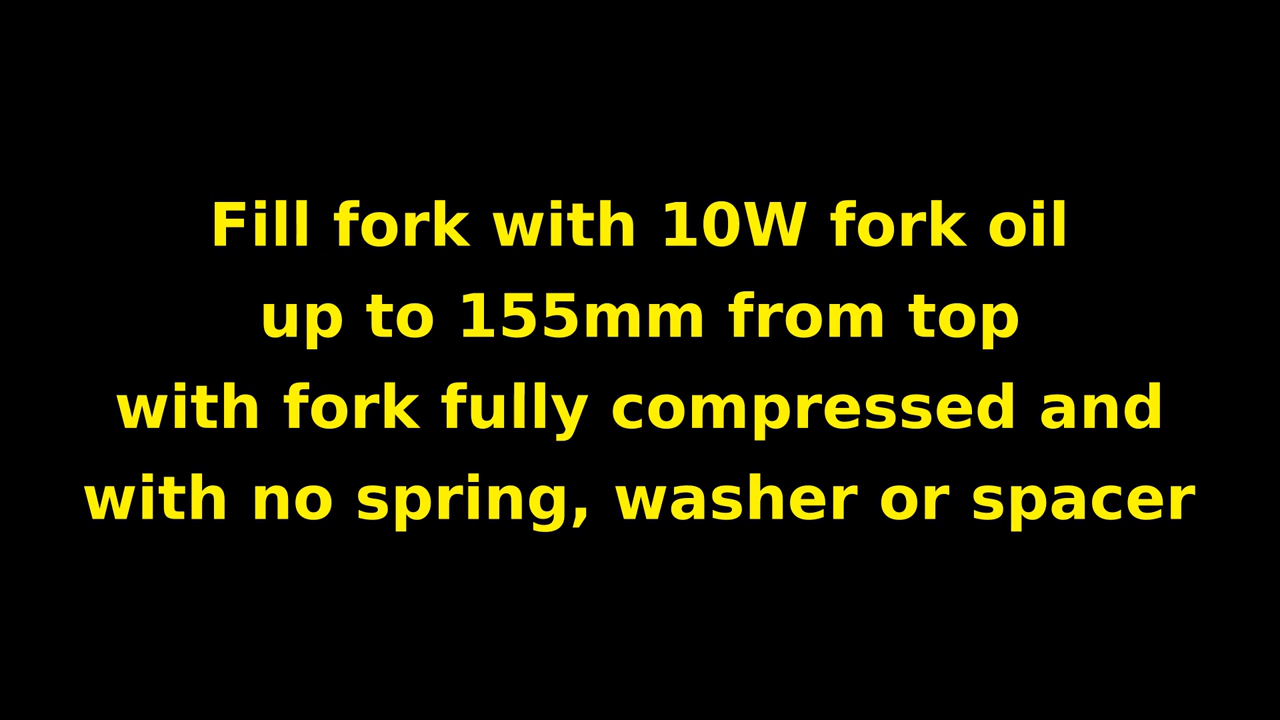 Fill fork with 10W fork oil
up to 155mm from top
with fork fully compressed and
with no spring, washer or spacer